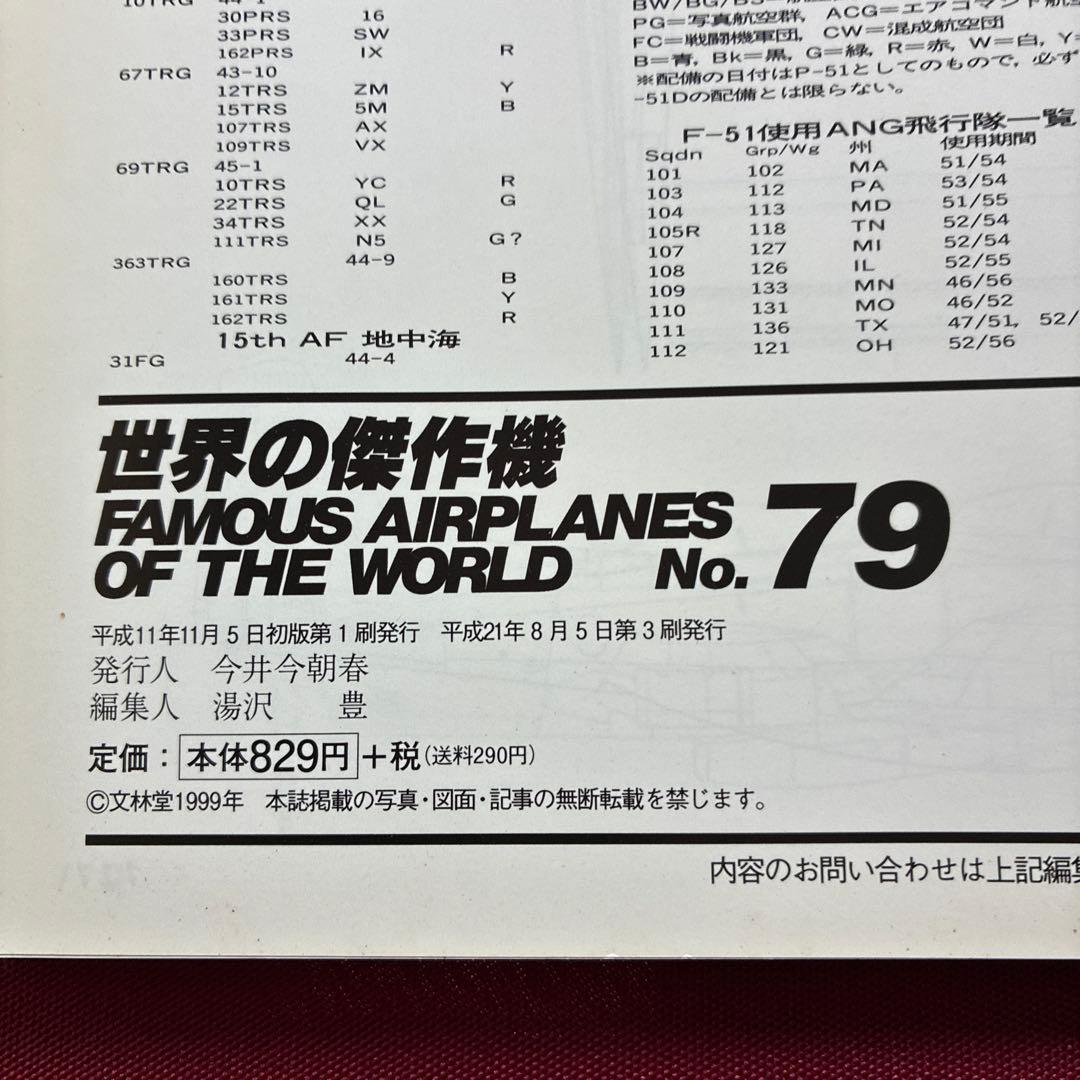 10TRG 44-1
30PRS 16
33PRS SW
162PRS IX R
67TRG 43-10
12TRS ZM Y
15TRS 5M B
107TRS AX
109TRS VX
69TRG 45-1
10TRS YC R
22TRS QL G
34TRS XX
111TRS N5 G?
363TRG 44-9
160TRS B
161TRS Y
162TRS R
15th AF 地中海
31FG 44-4
PG=写真航空群, ACG=エアコマンド航空
FC=戦闘機軍団, CW=混成航空団
B=青, Bk=黒, G=緑, R=赤, W=白, Y=
※配備の日付はP-51としてのもので, 必ず
-51Dの配備とは限らない。
F-51使用ANG飛行隊一覧
Sqdn Grp/Wg 州 使用期間
101 102 MA 51/54
103 112 PA 53/54
104 113 MD 51/55
105R 118 TN 52/54
107 127 MI 52/54
108 126 IL 52/55
109 133 MN 46/56
110 131 MO 46/52
111 136 TX 47/51, 52/
112 121 OH 52/56
世界の傑作機
FAMOUS AIRPLANES
OF THE WORLD No.79
平成11年11月5日初版第1刷発行 平成21年8月5日第3刷発行
発行人 今井今朝春
編集人 湯沢 豊
定価：本体829円+税(送料290円)
©文林堂1999年 本誌掲載の写真・図面・記事の無断転載を禁じます。
内容のお問い合わせは上記編集